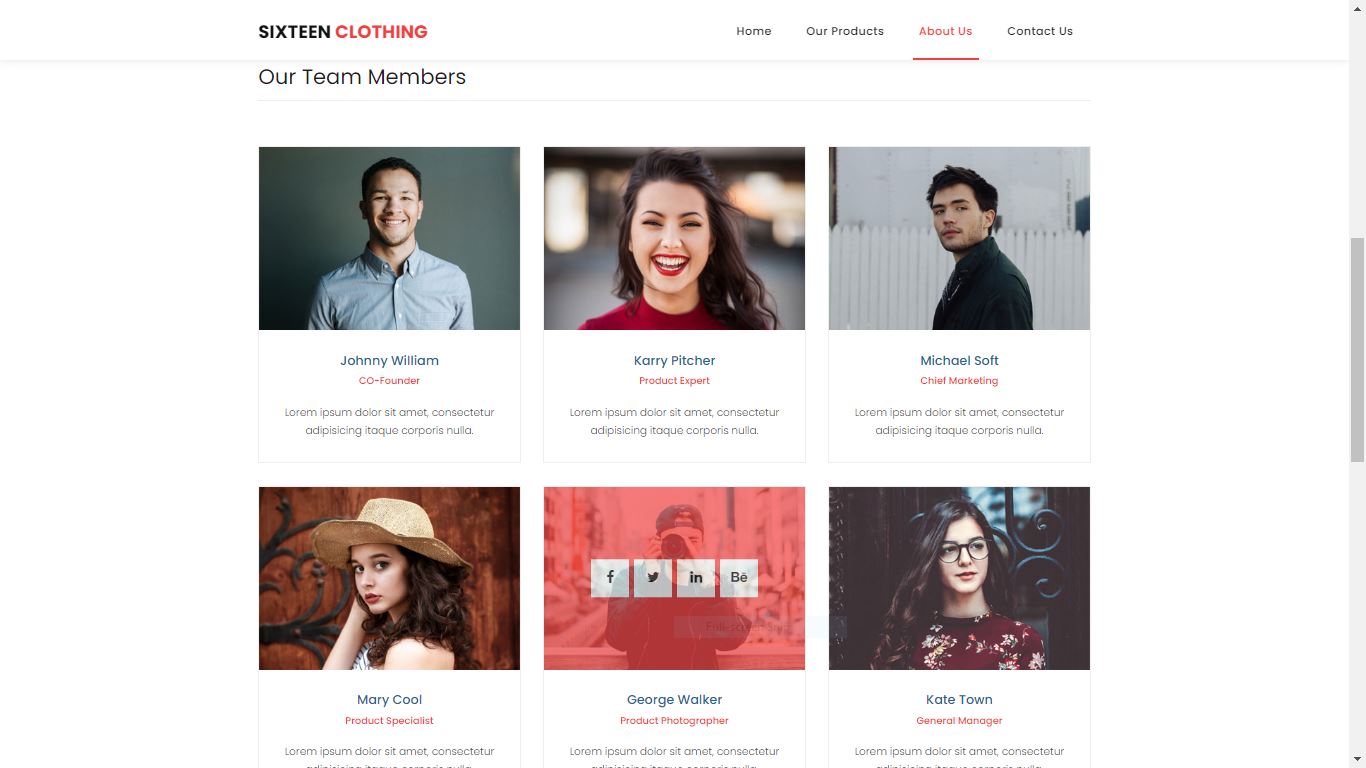 SIXTEEN CLOTHING
Home Our Products About Us Contact Us
Our Team Members
Johnny William
CO-Founder
Lorem ipsum dolor sit amet, consectetur
adipisicing itaque corporis nulla.
Karry Pitcher
Product Expert
Lorem ipsum dolor sit amet, consectetur
adipisicing itaque corporis nulla.
Michael Soft
Chief Marketing
Lorem ipsum dolor sit amet, consectetur
adipisicing itaque corporis nulla.
Mary Cool
Product Specialist
Lorem ipsum dolor sit amet, consectetur
f in Bē
Full-screen Snip
George Walker
Product Photographer
Lorem ipsum dolor sit amet, consectetur
Kate Town
General Manager
Lorem ipsum dolor sit amet, consectetur